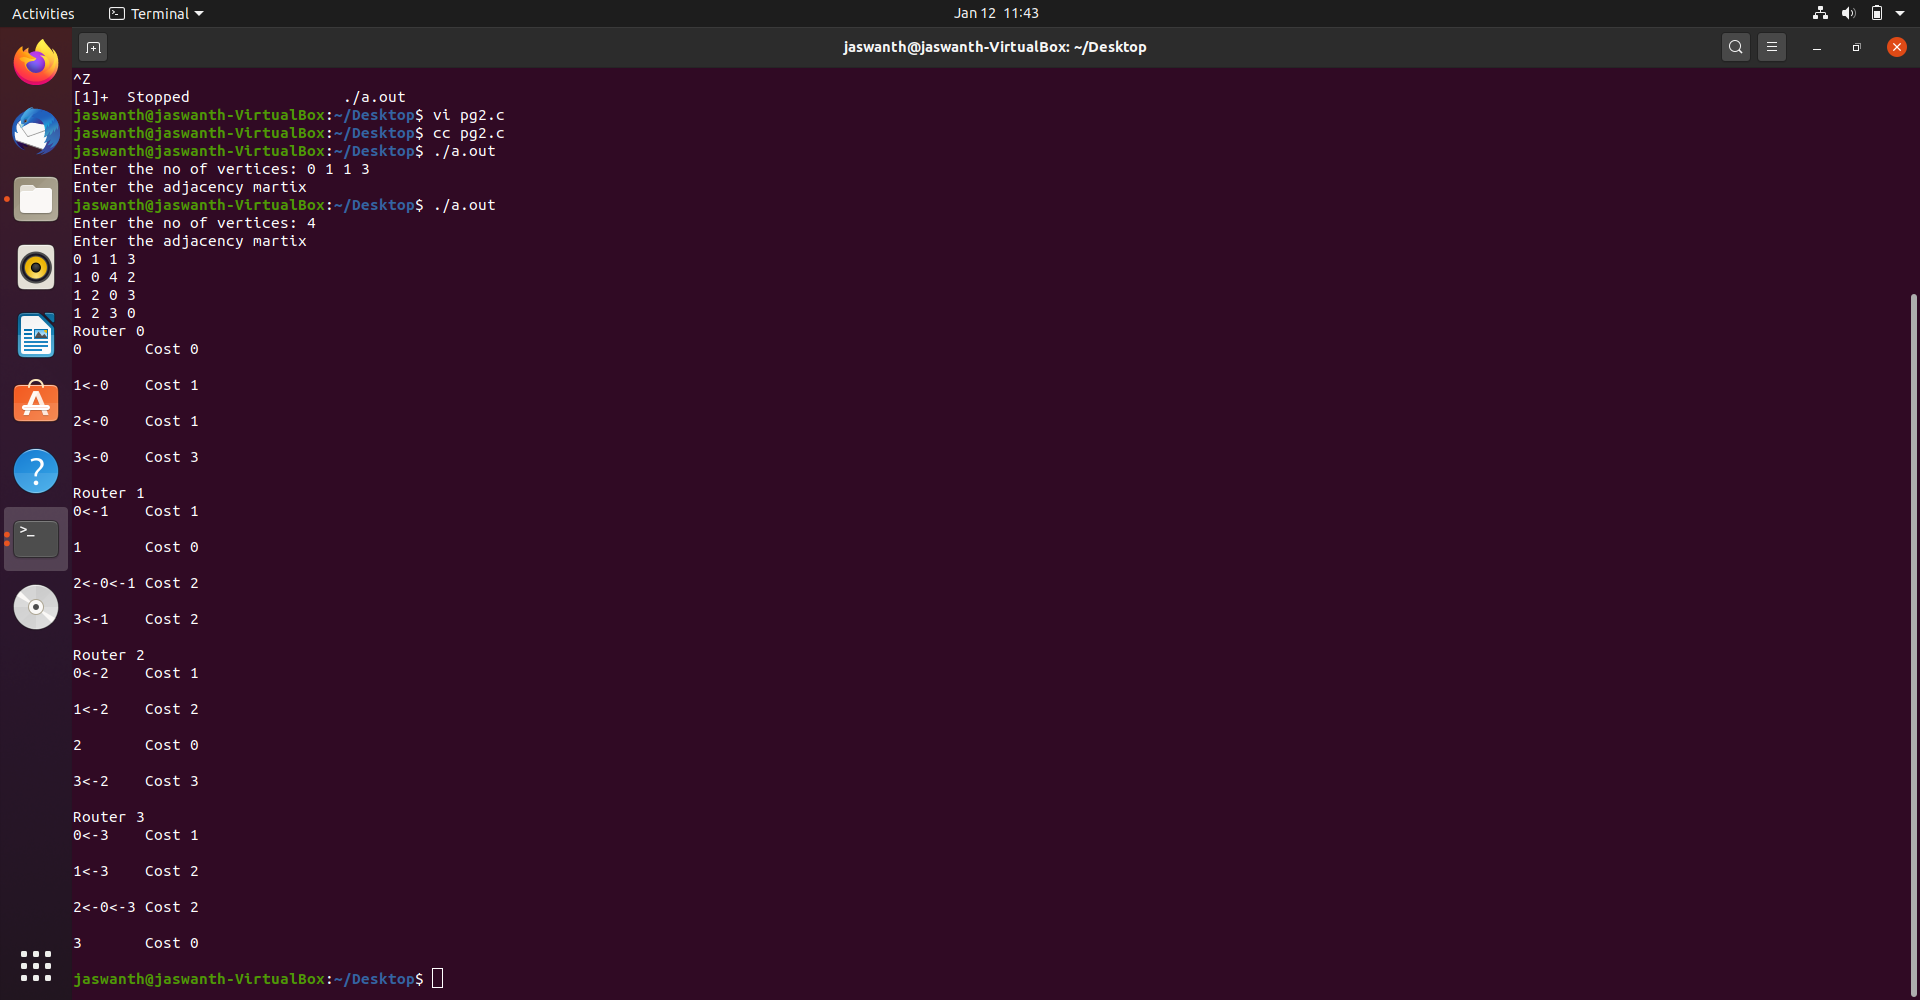 Activities Terminal Jan 12 11:43
jaswanth@jaswanth-VirtualBox: ~/Desktop
^Z
[1]+  Stopped                 ./a.out
jaswanth@jaswanth-VirtualBox:~/Desktop$ vi pg2.c
jaswanth@jaswanth-VirtualBox:~/Desktop$ cc pg2.c
jaswanth@jaswanth-VirtualBox:~/Desktop$ ./a.out
Enter the no of vertices: 0 1 1 3
Enter the adjacency martix
jaswanth@jaswanth-VirtualBox:~/Desktop$ ./a.out
Enter the no of vertices: 4
Enter the adjacency martix
0 1 1 3
1 0 4 2
1 2 0 3
1 2 3 0
Router 0
0       Cost 0
1<-0    Cost 1
2<-0    Cost 1
3<-0    Cost 3
Router 1
0<-1    Cost 1
1       Cost 0
2<-0<-1 Cost 2
3<-1    Cost 2
Router 2
0<-2    Cost 1
1<-2    Cost 2
2       Cost 0
3<-2    Cost 3
Router 3
0<-3    Cost 1
1<-3    Cost 2
2<-0<-3 Cost 2
3       Cost 0
jaswanth@jaswanth-VirtualBox:~/Desktop$